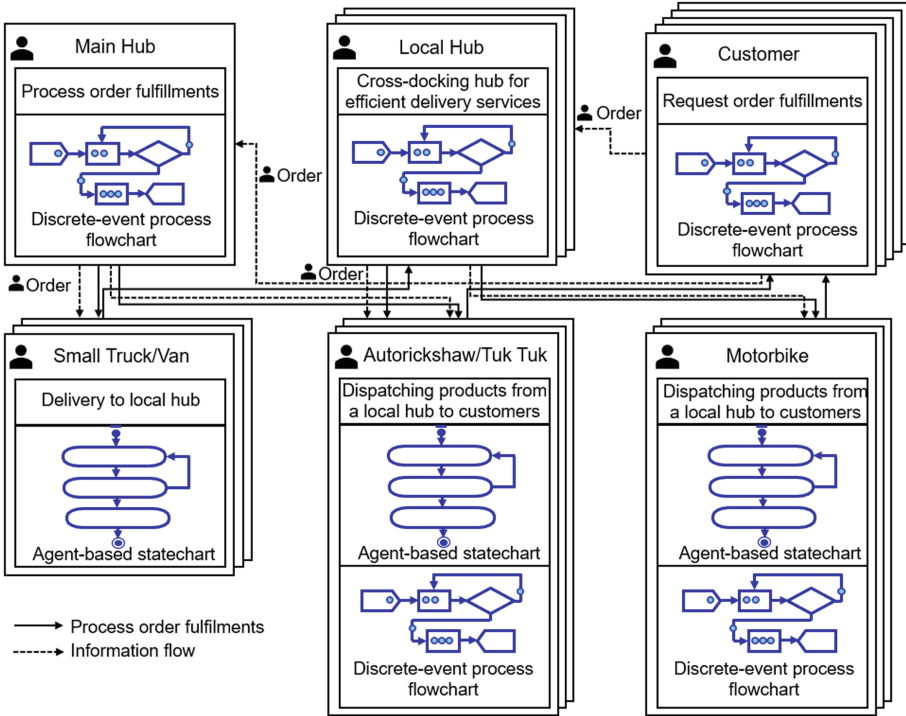 Main Hub
Process order fulfillments
Discrete-event process
flowchart
Local Hub
Cross-docking hub for
efficient delivery services
Discrete-event process
flowchart
Customer
Request order fulfillments
Discrete-event process
flowchart
Order
Order
Order
Order
Small Truck/Van
Delivery to local hub
Agent-based statechart
Autorickshaw/Tuk Tuk
Dispatching products from
a local hub to customers
Agent-based statechart
Discrete-event process
flowchart
Motorbike
Dispatching products from
a local hub to customers
Agent-based statechart
Discrete-event process
flowchart
Process order fulfilments
Information flow